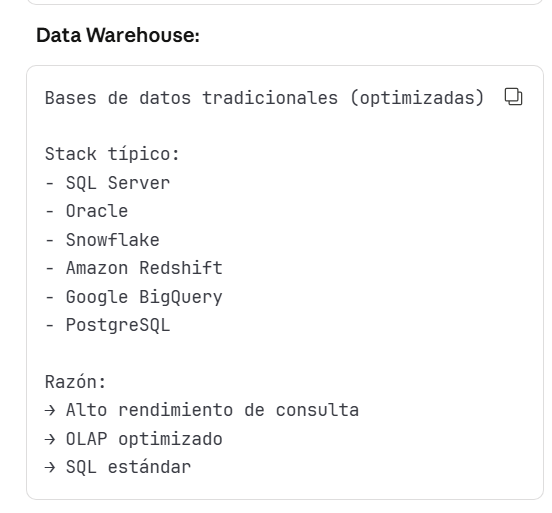 Data Warehouse:
Bases de datos tradicionales (optimizadas)
Stack típico:
- SQL Server
- Oracle
- Snowflake
- Amazon Redshift
- Google BigQuery
- PostgreSQL
Razón:
→ Alto rendimiento de consulta
→ OLAP optimizado
→ SQL estándar